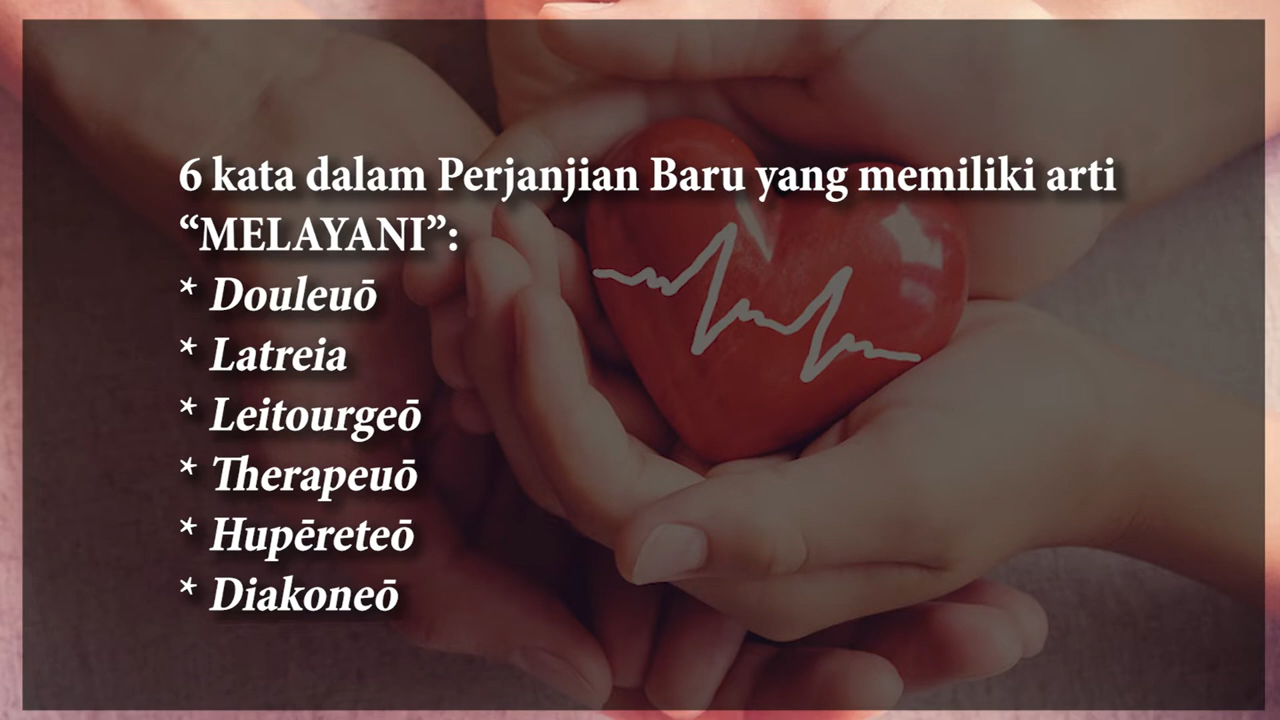 6 kata dalam Perjanjian Baru yang memiliki arti
“MELAYANI”:
* Douleuō
* Latreia
* Leitourgeō
* Therapeuō
* Hupēreteō
* Diakoneō